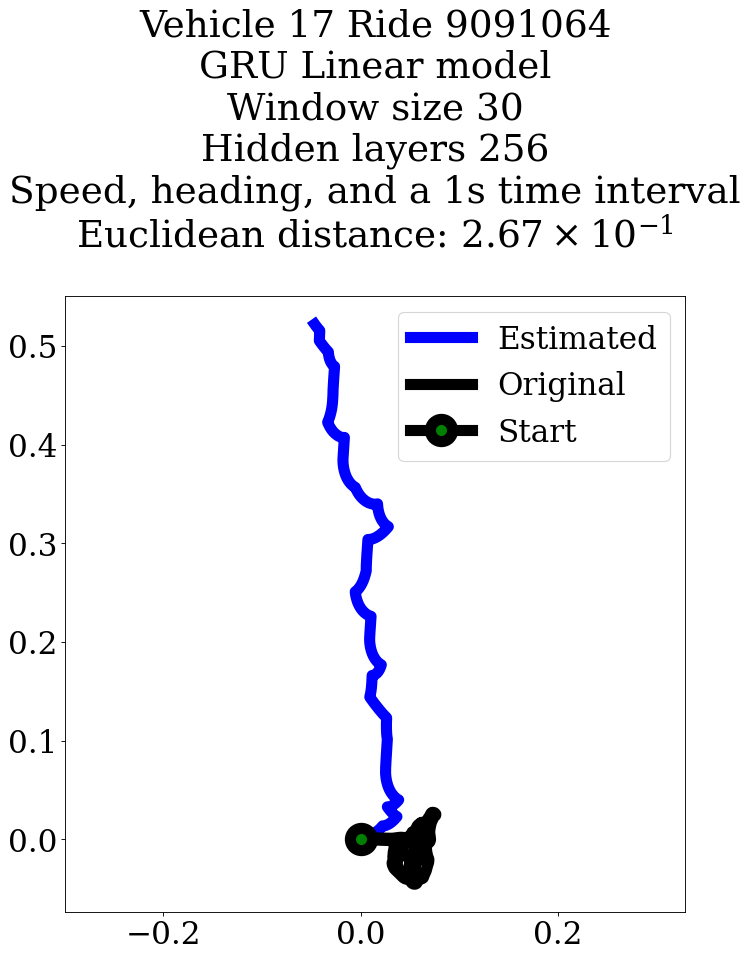 Vehicle 17 Ride 9091064
GRU Linear model
Window size 30
Hidden layers 256
Speed, heading, and a 1s time interval
Euclidean distance: 2.67 × 10⁻¹
Estimated
Original
Start
0.5
0.4
0.3
0.2
0.1
0.0
−0.2 0.0 0.2